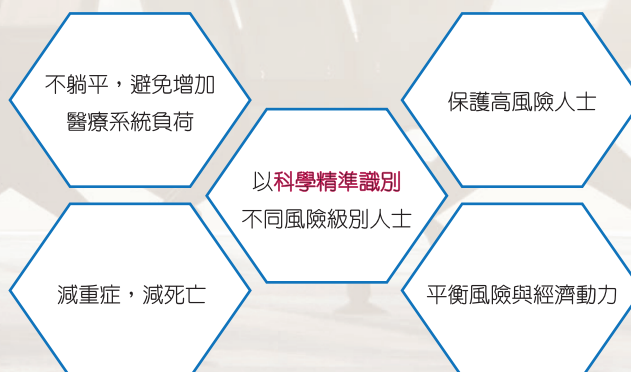 不躺平，避免增加
醫療系統負荷
保護高風險人士
以科學精準識別
不同風險級別人士
減重症，減死亡
平衡風險與經濟動力